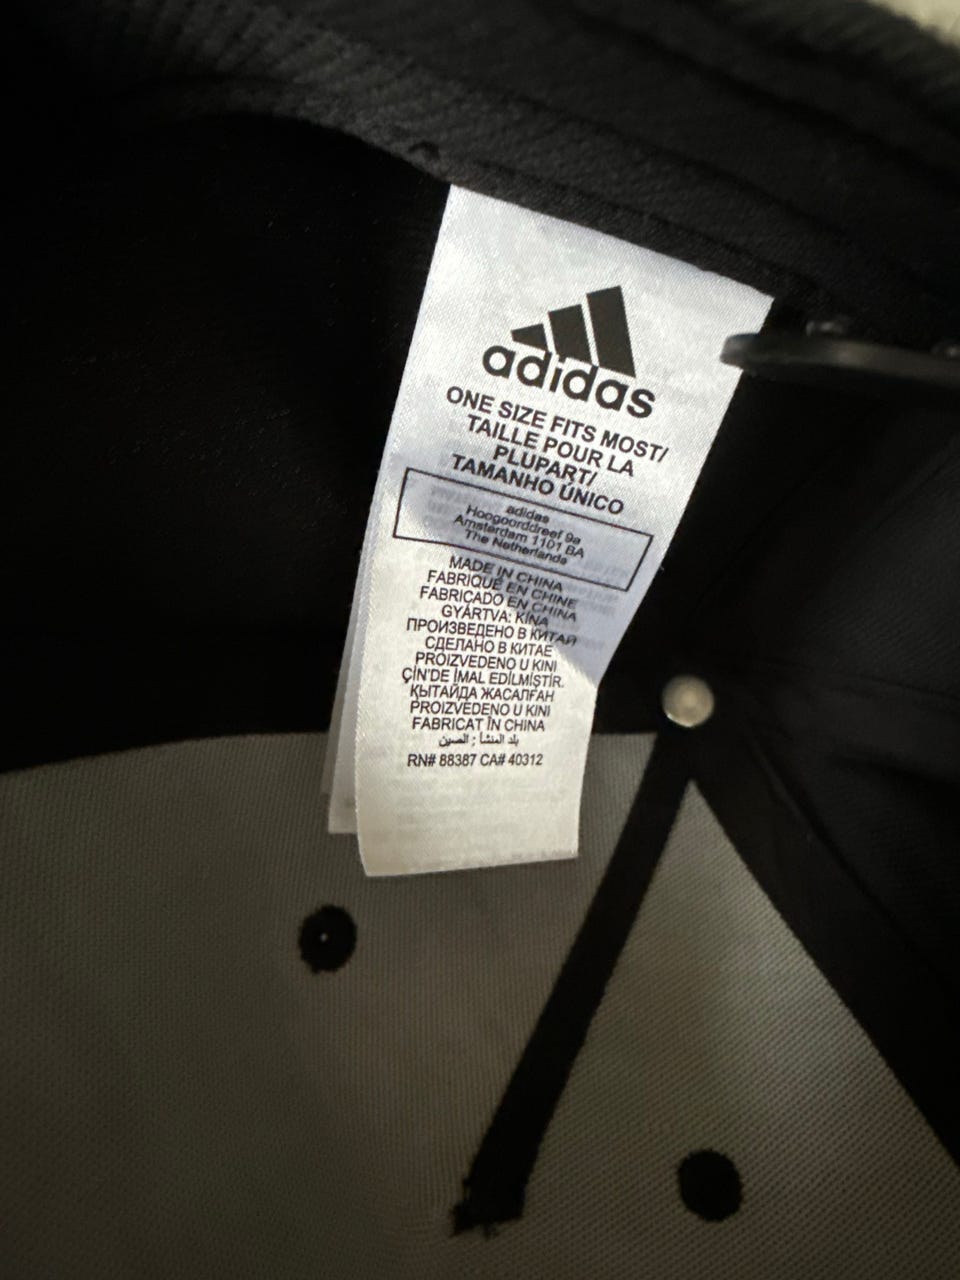 adidas
ONE SIZE FITS MOST/
TAILLE POUR LA
PLUPART/
TAMANHO ÚNICO
adidas
Hoogoorddreef 9a
Amsterdam 1101 BA
The Netherlands
MADE IN CHINA
FABRIQUÉ EN CHINE
FABRICADO EN CHINA
GYÁRTVA: KÍNA
ПРОИЗВЕДЕНО В КИТАЙ
СДЕЛАНО В КИТАЕ
PROIZVEDENO U KINI
ÇİN'DE İMAL EDİLMİŞTİR.
ҚЫТАЙДА ЖАСАЛҒАН
PROIZVEDENO U KINI
FABRICAT ÎN CHINA
بلد المنشأ : الصين
RN# 88387 CA# 40312